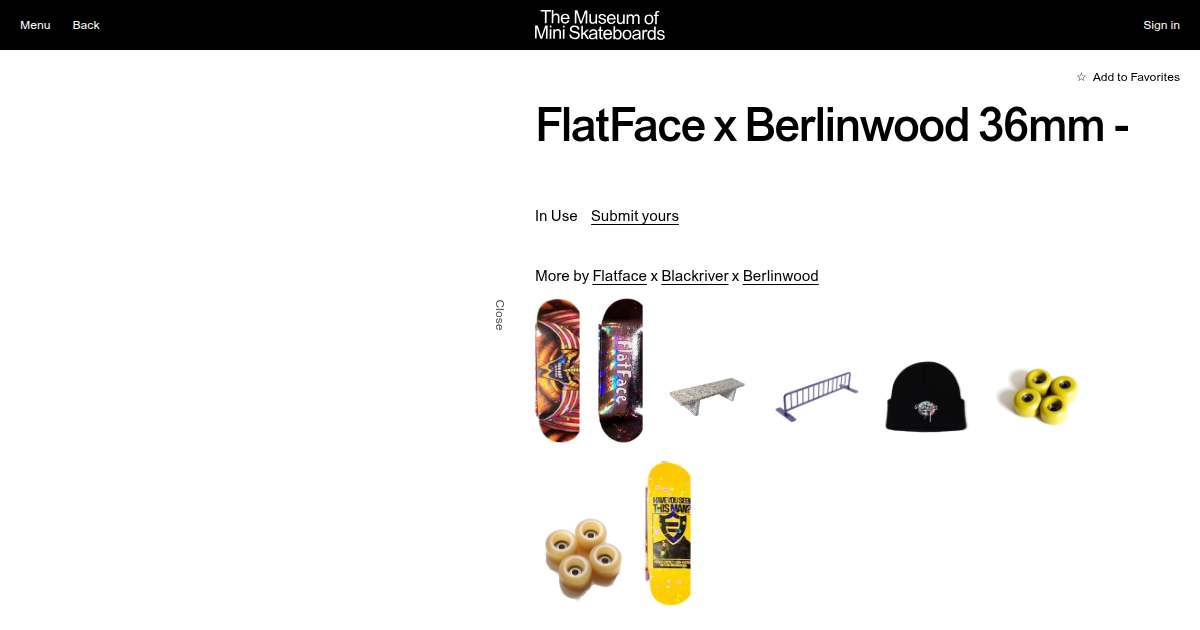 Menu
Back
The Museum of
Mini Skateboards
Sign in
☆ Add to Favorites
FlatFace x Berlinwood 36mm -
In Use Submit yours
More by Flatface x Blackriver x Berlinwood
Close
FlatFace
HAVE YOU SEEN
THIS MAN?